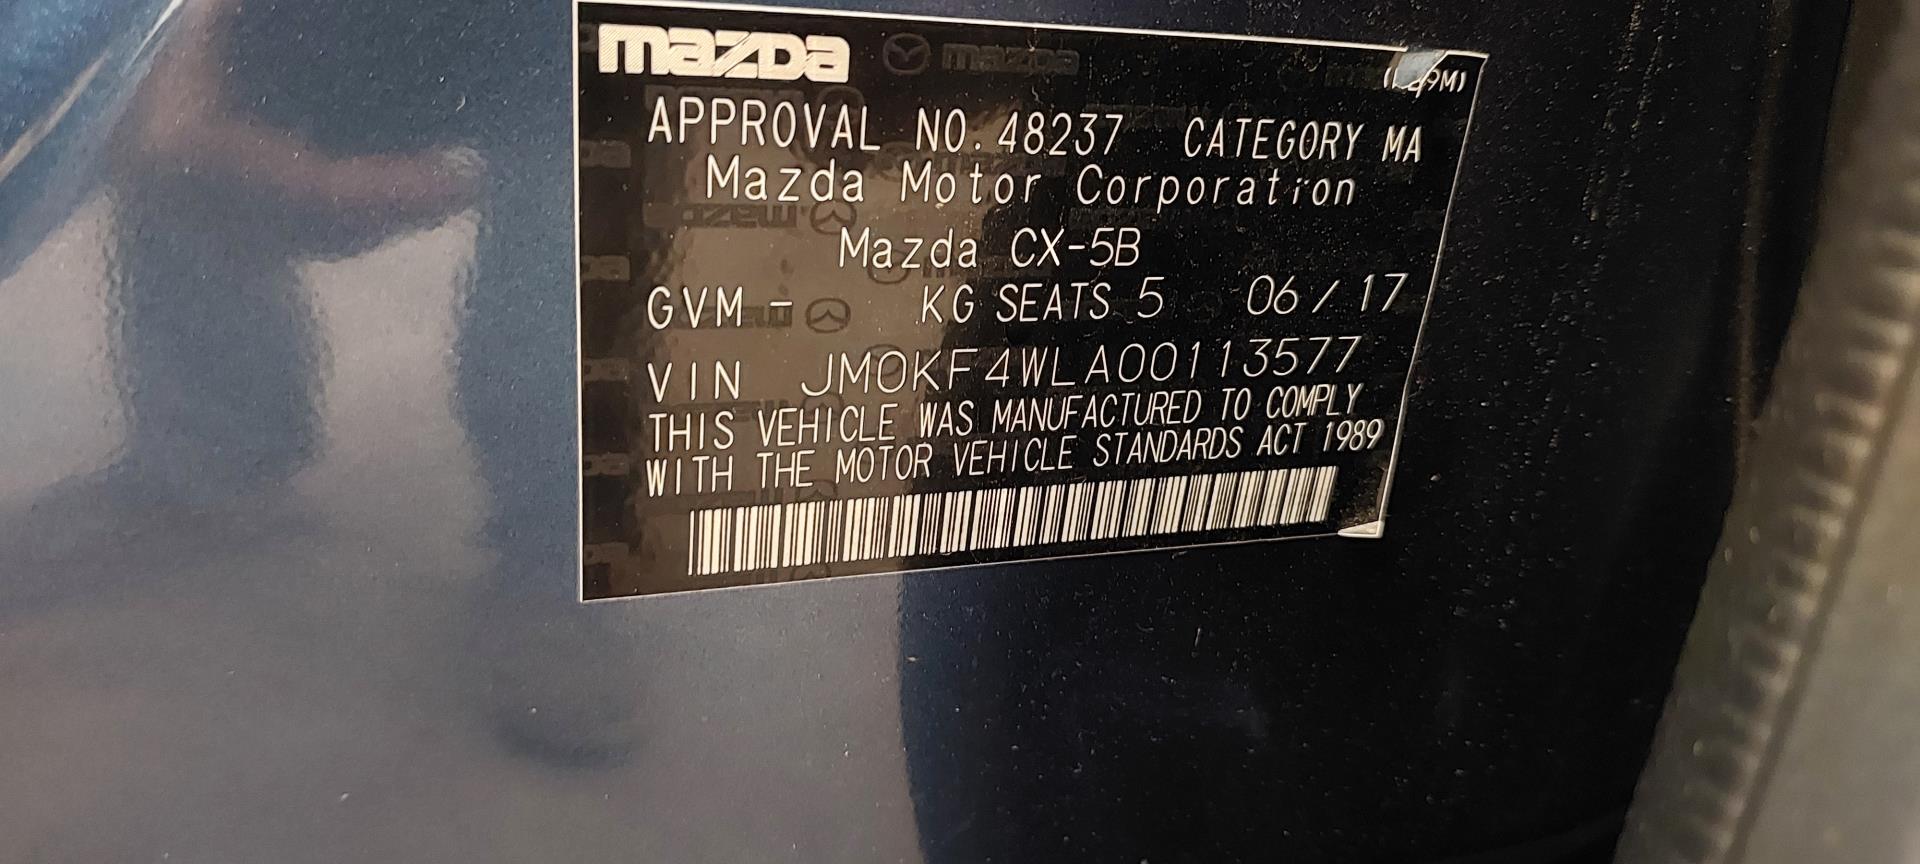 mazda
APPROVAL NO. 48237 CATEGORY MA
Mazda Motor Corporation
Mazda CX-5B
GVM - KG SEATS 5 06/17
VIN JM0KF4WLA00113577
THIS VEHICLE WAS MANUFACTURED TO COMPLY
WITH THE MOTOR VEHICLE STANDARDS ACT 1989